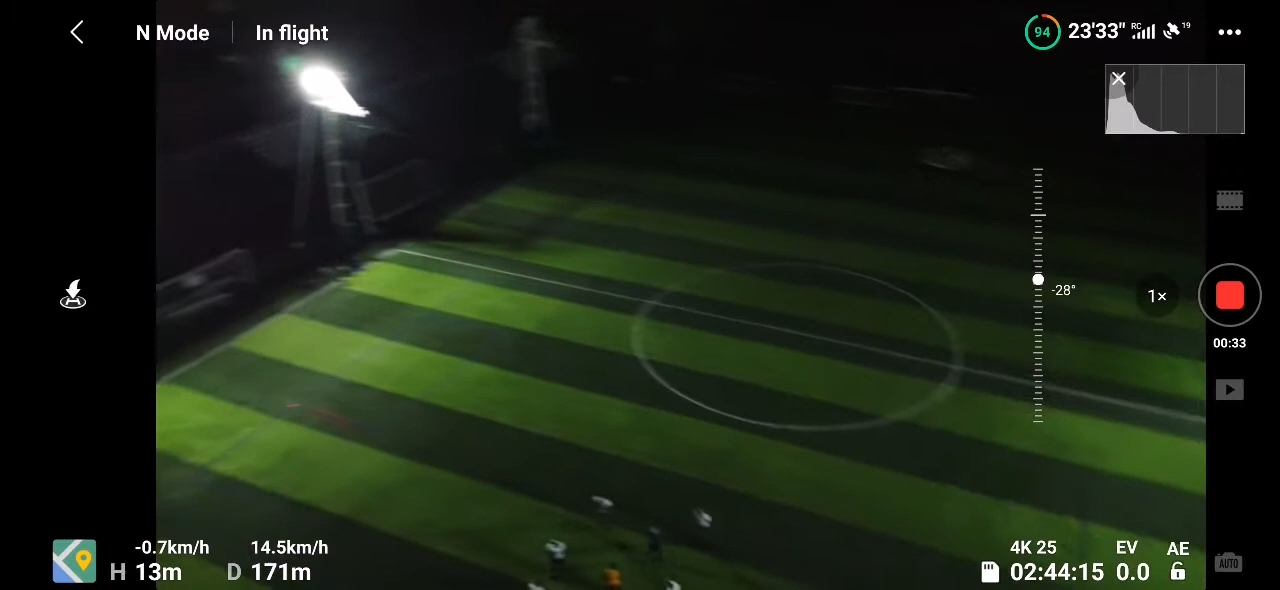 N Mode In flight
94 23'33" RC 19
-28°
1×
00:33
-0.7km/h 14.5km/h
H 13m D 171m
4K 25 EV AE
02:44:15 0.0
AUTO